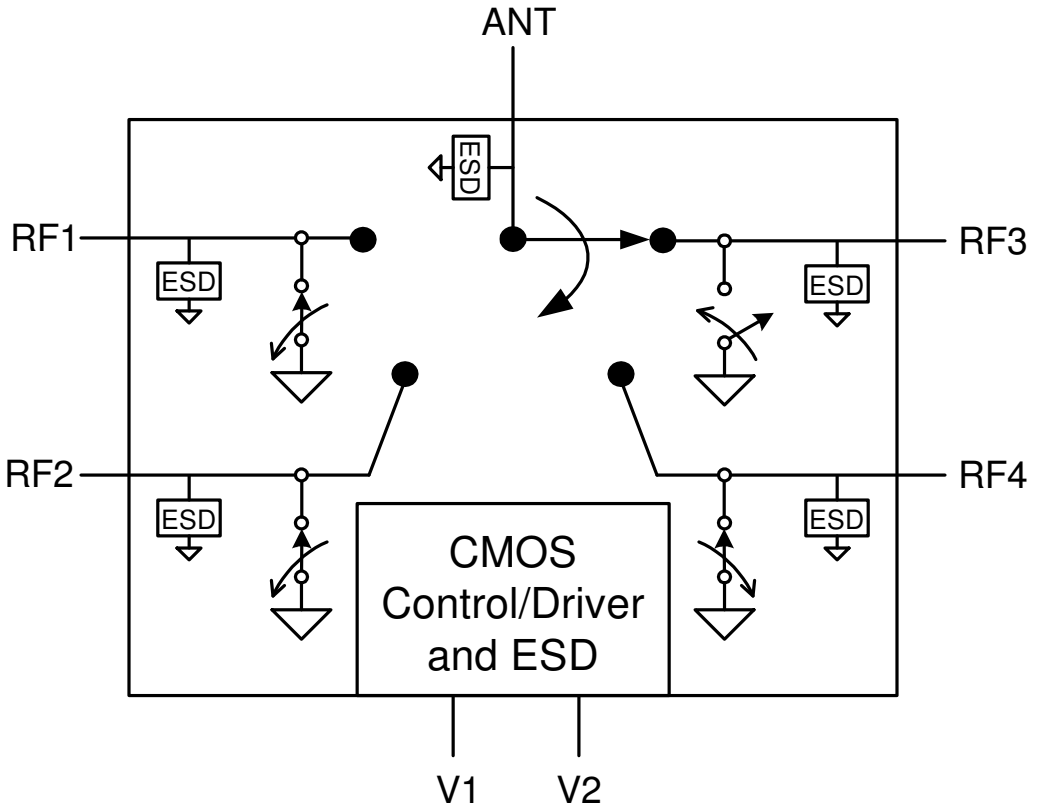 ANT
ESD
RF1
RF3
ESD
ESD
RF2
RF4
ESD
ESD
CMOS
Control/Driver
and ESD
V1
V2